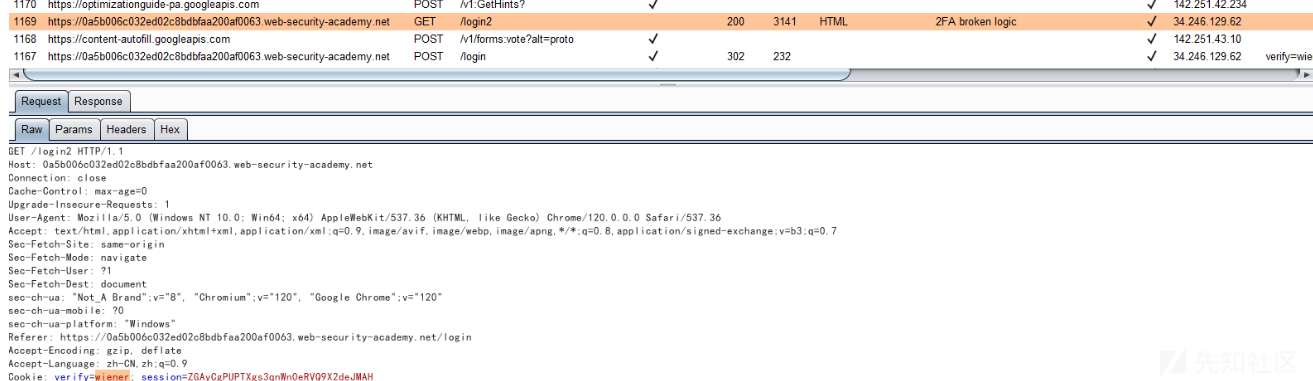 1170 https://optimizationguide-pa.googleapis.com POST /v1:GetHints? ✓ ✓ 142.251.42.234
1169 https://0a5b006c032ed02c8bdbfaa200af0063.web-security-academy.net GET /login2 200 3141 HTML 2FA broken logic ✓ 34.246.129.62
1168 https://content-autofill.googleapis.com POST /v1/forms:vote?alt=proto ✓ ✓ 142.251.43.10
1167 https://0a5b006c032ed02c8bdbfaa200af0063.web-security-academy.net POST /login ✓ 302 232 ✓ 34.246.129.62 verify=wie
Request Response
Raw Params Headers Hex
GET /login2 HTTP/1.1
Host: 0a5b006c032ed02c8bdbfaa200af0063.web-security-academy.net
Connection: close
Cache-Control: max-age=0
Upgrade-Insecure-Requests: 1
User-Agent: Mozilla/5.0 (Windows NT 10.0; Win64; x64) AppleWebKit/537.36 (KHTML, like Gecko) Chrome/120.0.0.0 Safari/537.36
Accept: text/html,application/xhtml+xml,application/xml;q=0.9,image/avif,image/webp,image/apng,*/*;q=0.8,application/signed-exchange;v=b3;q=0.7
Sec-Fetch-Site: same-origin
Sec-Fetch-Mode: navigate
Sec-Fetch-User: ?1
Sec-Fetch-Dest: document
sec-ch-ua: "Not_A Brand";v="8", "Chromium";v="120", "Google Chrome";v="120"
sec-ch-ua-mobile: ?0
sec-ch-ua-platform: "Windows"
Referer: https://0a5b006c032ed02c8bdbfaa200af0063.web-security-academy.net/login
Accept-Encoding: gzip, deflate
Accept-Language: zh-CN,zh;q=0.9
Cookie: verify=wiener; session=ZGAyCgPUPTXgs3gnWnOeRVQ9X2deJMAH
先知社区